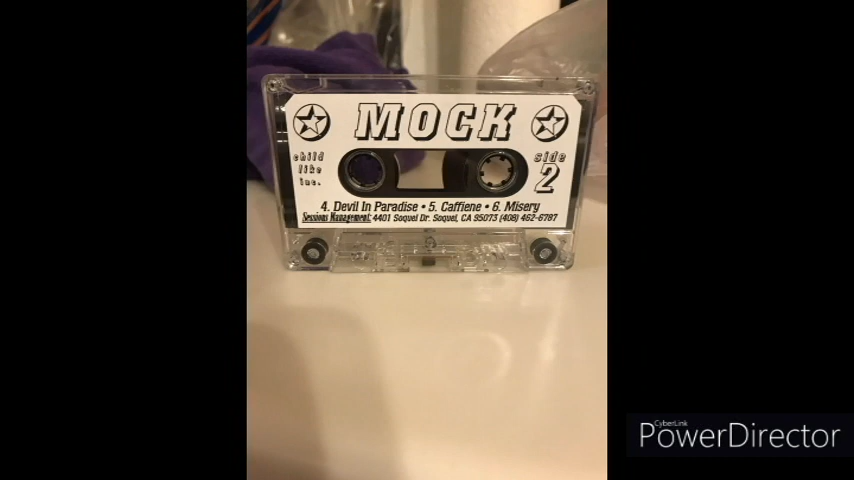 MOCK
child
like
inc.
side
2
4. Devil In Paradise • 5. Caffiene • 6. Misery
Sessions Management: 4401 Soquel Dr. Soquel, CA 95073 (408) 462-6787
CyberLink
PowerDirector